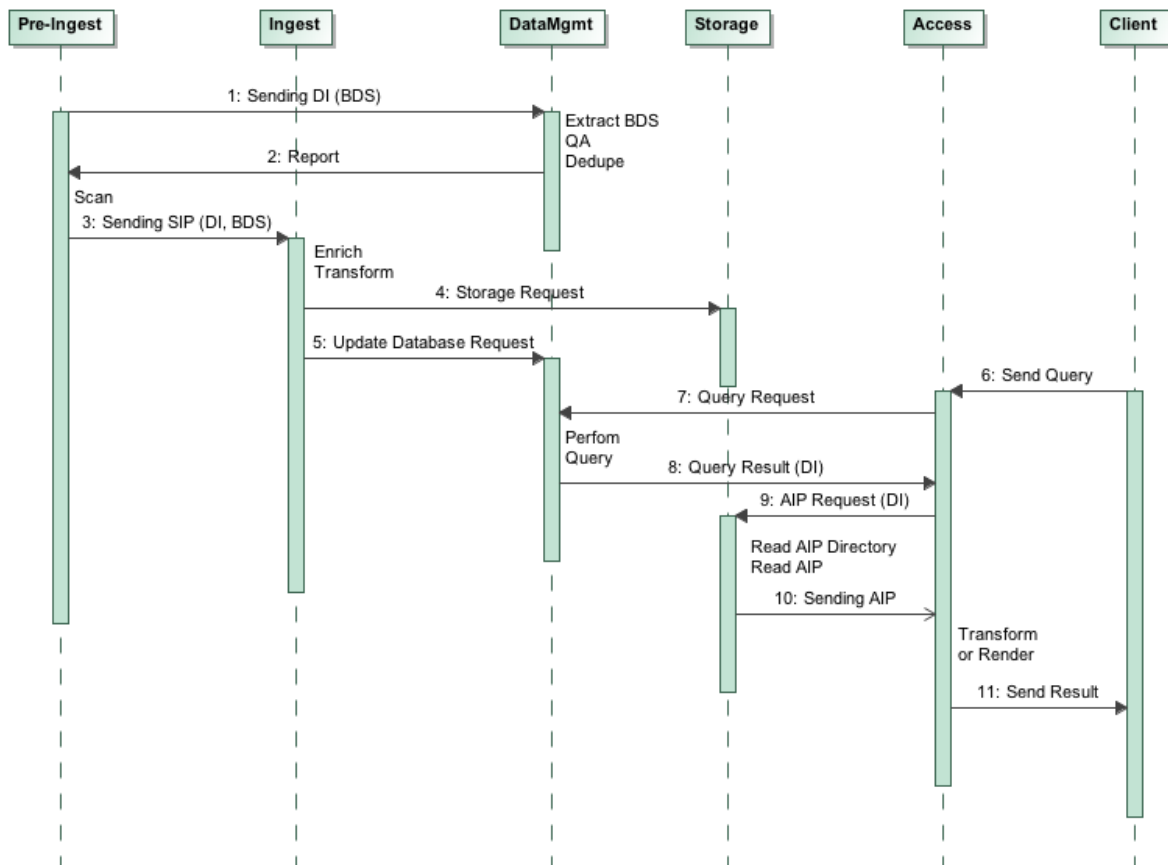 Pre-Ingest
Ingest
DataMgmt
Storage
Access
Client
1: Sending DI (BDS)
Extract BDS
QA
Dedupe
2: Report
Scan
3: Sending SIP (DI, BDS)
Enrich
Transform
4: Storage Request
5: Update Database Request
6: Send Query
7: Query Request
Perfom
Query
8: Query Result (DI)
9: AIP Request (DI)
Read AIP Directory
Read AIP
10: Sending AIP
Transform
or Render
11: Send Result